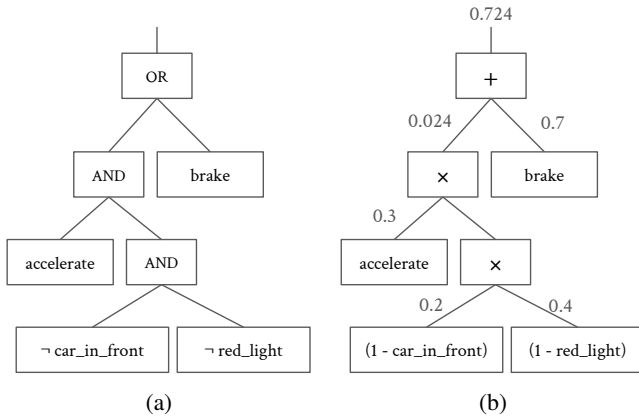 0.724
OR
+
0.024
0.7
AND
brake
×
brake
0.3
accelerate
AND
accelerate
×
0.2
0.4
¬ car_in_front
¬ red_light
(1 - car_in_front)
(1 - red_light)
(a)
(b)